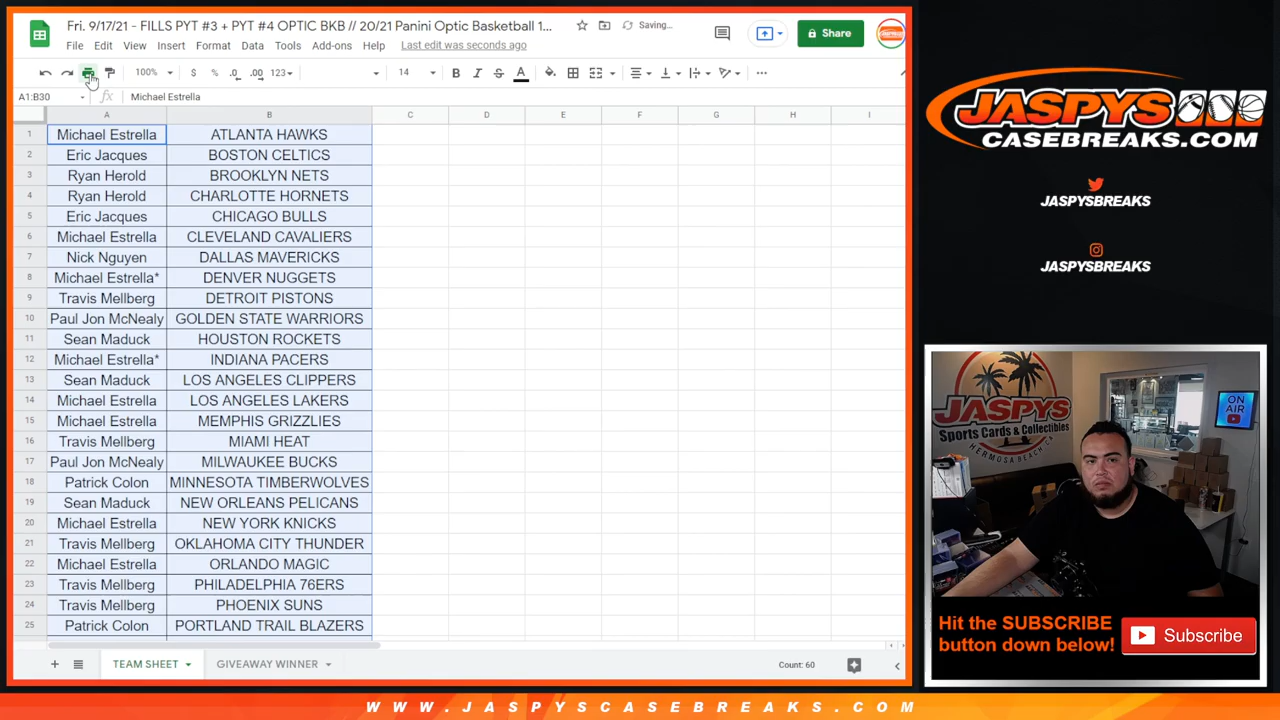 Fri. 9/17/21 - FILLS PYT #3 + PYT #4 OPTIC BKB // 20/21 Panini Optic Basketball 1...
Saving...
Share
File Edit View Insert Format Data Tools Add-ons Help Last edit was seconds ago
100% $ % .0 .00 123 14 B I S A
A1:B30 fx Michael Estrella
A B C D E F G H I
1 Michael Estrella ATLANTA HAWKS
2 Eric Jacques BOSTON CELTICS
3 Ryan Herold BROOKLYN NETS
4 Ryan Herold CHARLOTTE HORNETS
5 Eric Jacques CHICAGO BULLS
6 Michael Estrella CLEVELAND CAVALIERS
7 Nick Nguyen DALLAS MAVERICKS
8 Michael Estrella* DENVER NUGGETS
9 Travis Mellberg DETROIT PISTONS
10 Paul Jon McNealy GOLDEN STATE WARRIORS
11 Sean Maduck HOUSTON ROCKETS
12 Michael Estrella* INDIANA PACERS
13 Sean Maduck LOS ANGELES CLIPPERS
14 Michael Estrella LOS ANGELES LAKERS
15 Michael Estrella MEMPHIS GRIZZLIES
16 Travis Mellberg MIAMI HEAT
17 Paul Jon McNealy MILWAUKEE BUCKS
18 Patrick Colon MINNESOTA TIMBERWOLVES
19 Sean Maduck NEW ORLEANS PELICANS
20 Michael Estrella NEW YORK KNICKS
21 Travis Mellberg OKLAHOMA CITY THUNDER
22 Michael Estrella ORLANDO MAGIC
23 Travis Mellberg PHILADELPHIA 76ERS
24 Travis Mellberg PHOENIX SUNS
25 Patrick Colon PORTLAND TRAIL BLAZERS
TEAM SHEET GIVEAWAY WINNER Count: 60
JASPYS
CASEBREAKS.COM
JASPYSBREAKS
JASPYSBREAKS
JASPYS
Sports Cards & Collectibles
HERMOSA BEACH CA
ON
AIR
Hit the SUBSCRIBE
button down below!
Subscribe
WWW.JASPYSCASEBREAKS.COM